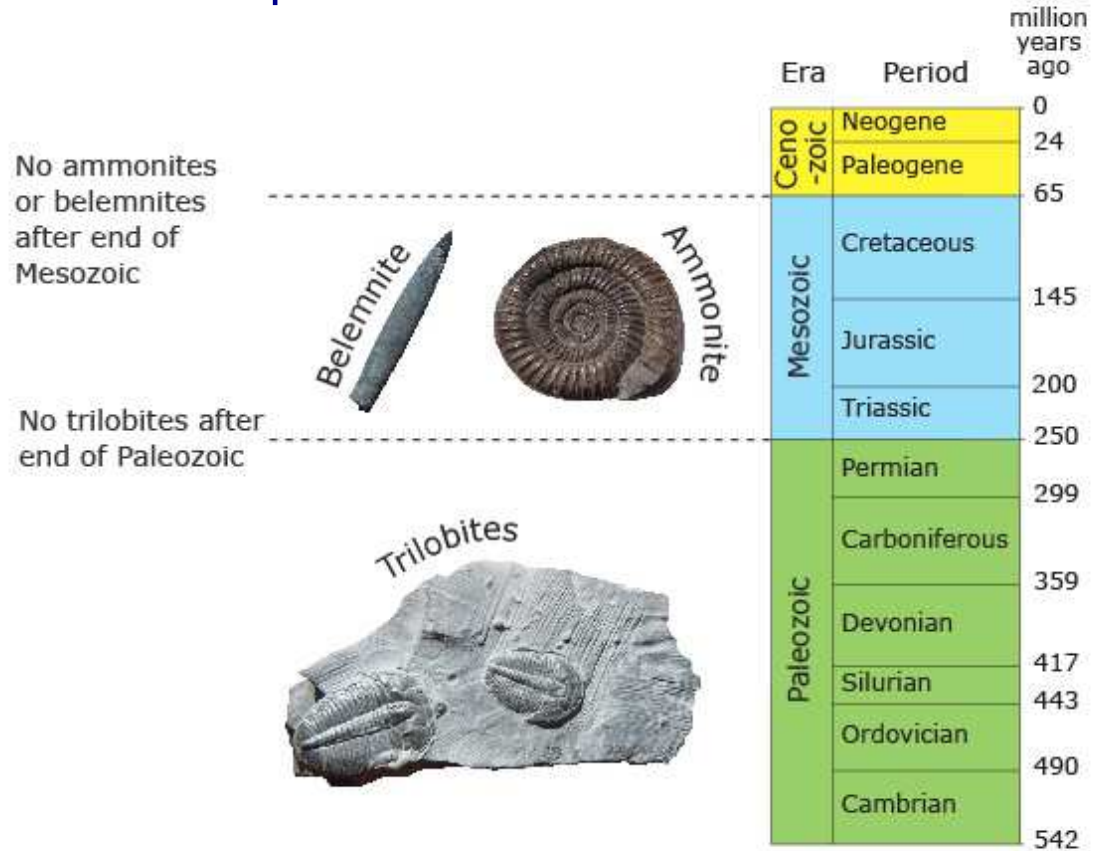 million
years
ago
Era Period
0
Neogene
24
Ceno
-zoic
Paleogene
65
No ammonites
or belemnites
after end of
Mesozoic
Belemnite
Ammonite
Mesozoic
Cretaceous
145
Jurassic
200
Triassic
250
No trilobites after
end of Paleozoic
Trilobites
Paleozoic
Permian
299
Carboniferous
359
Devonian
417
Silurian
443
Ordovician
490
Cambrian
542